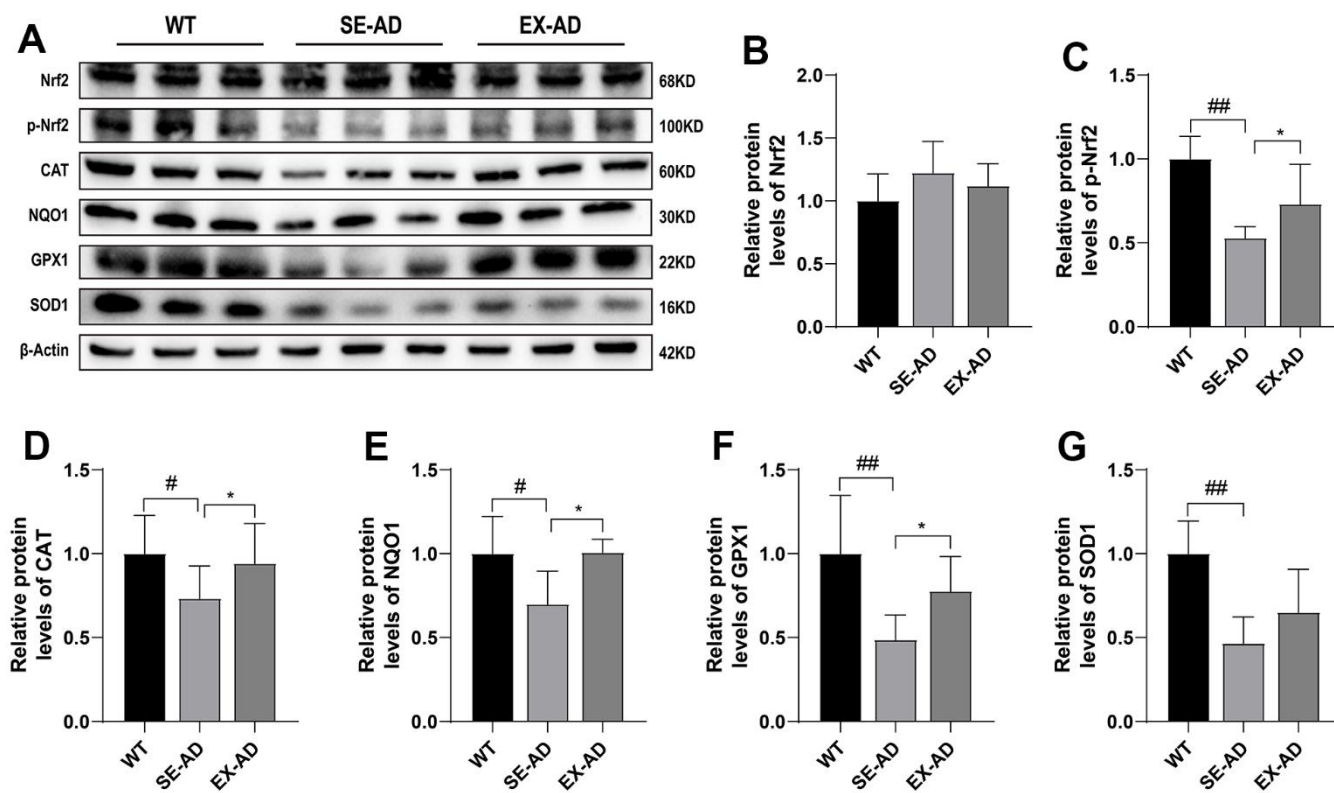 A
WT SE-AD EX-AD
Nrf2 68KD
p-Nrf2 100KD
CAT 60KD
NQO1 30KD
GPX1 22KD
SOD1 16KD
β-Actin 42KD
B
Relative protein
levels of Nrf2
2.0
1.5
1.0
0.5
0.0
WT SE-AD EX-AD
C
Relative protein
levels of p-Nrf2
1.5
1.0
0.5
0.0
## *
WT SE-AD EX-AD
D
Relative protein
levels of CAT
1.5
1.0
0.5
0.0
# *
WT SE-AD EX-AD
E
Relative protein
levels of NQO1
1.5
1.0
0.5
0.0
# *
WT SE-AD EX-AD
F
Relative protein
levels of GPX1
1.5
1.0
0.5
0.0
## *
WT SE-AD EX-AD
G
Relative protein
levels of SOD1
1.5
1.0
0.5
0.0
##
WT SE-AD EX-AD